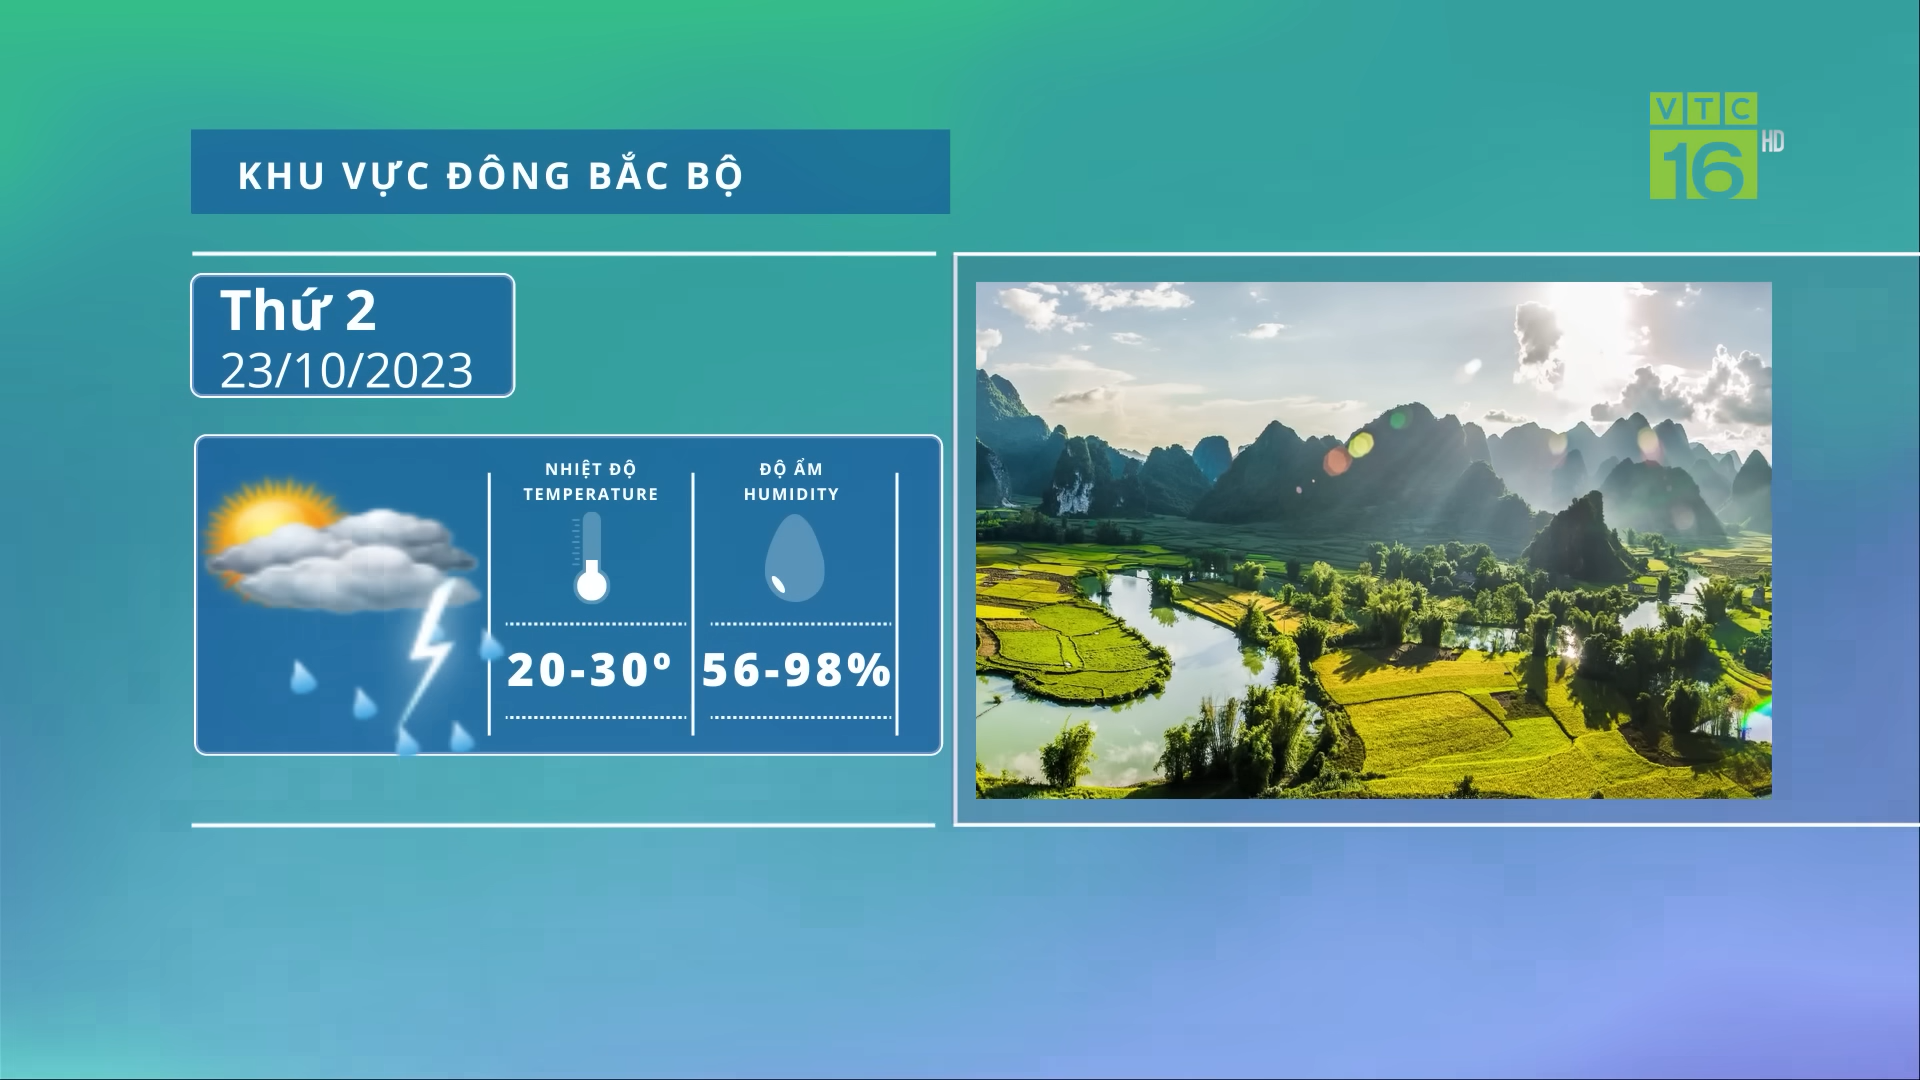 VTC
16 HD
KHU VỰC ĐÔNG BẮC BỘ
Thứ 2
23/10/2023
NHIỆT ĐỘ
TEMPERATURE
20-30º
ĐỘ ẨM
HUMIDITY
56-98%